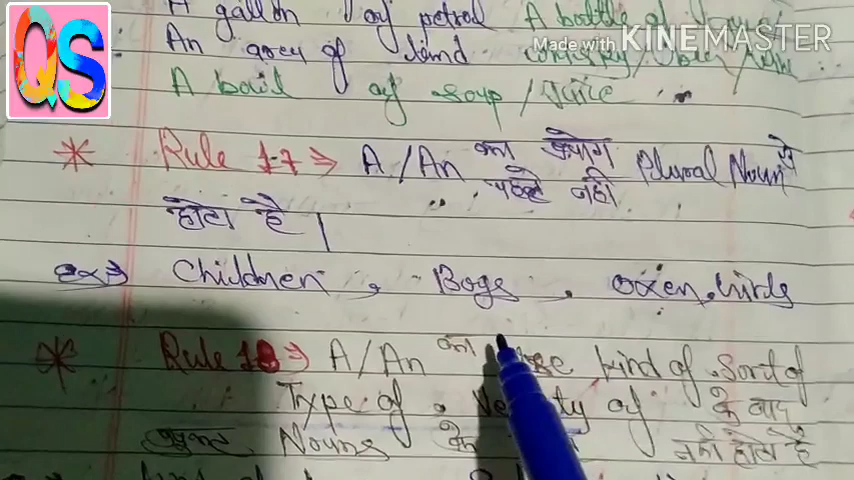 QS
A gallon of petrol A bottle of
Made with KINEMASTER
An area of land whisky/
A bowl of soup/Juice
* Rule 17 ⇒ A/An का प्रयोग Plural Noun से
पहले नहीं
होता है।
ex⇒ Children, Boys, oxen, birds
* Rule 18 ⇒ A/An का kind of, Sort of
Type of, of के बाद
Nouns नहीं होता है